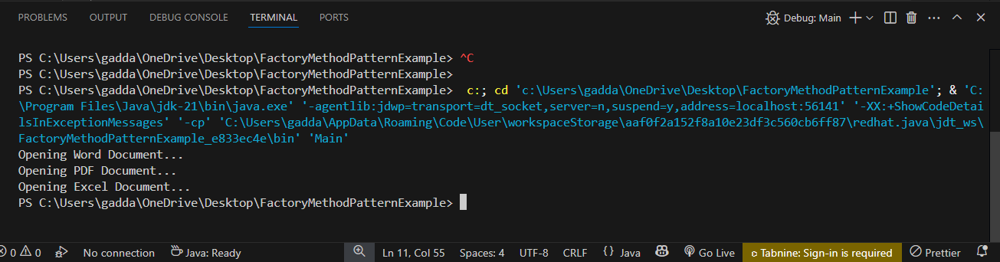 PROBLEMS OUTPUT DEBUG CONSOLE TERMINAL PORTS Debug: Main
PS C:\Users\gadda\OneDrive\Desktop\FactoryMethodPatternExample> ^C
PS C:\Users\gadda\OneDrive\Desktop\FactoryMethodPatternExample>
PS C:\Users\gadda\OneDrive\Desktop\FactoryMethodPatternExample>  c:; cd 'c:\Users\gadda\OneDrive\Desktop\FactoryMethodPatternExample'; & 'C:
\Program Files\Java\jdk-21\bin\java.exe' '-agentlib:jdwp=transport=dt_socket,server=n,suspend=y,address=localhost:56141' '-XX:+ShowCodeDetai
lsInExceptionMessages' '-cp' 'C:\Users\gadda\AppData\Roaming\Code\User\workspaceStorage\aaf0f2a152f8a10e23df3c560cb6ff87\redhat.java\jdt_ws\
FactoryMethodPatternExample_e833ec4e\bin' 'Main'
Opening Word Document...
Opening PDF Document...
Opening Excel Document...
PS C:\Users\gadda\OneDrive\Desktop\FactoryMethodPatternExample>
0 0 No connection Java: Ready Ln 11, Col 55 Spaces: 4 UTF-8 CRLF {} Java Go Live Tabnine: Sign-in is required Prettier